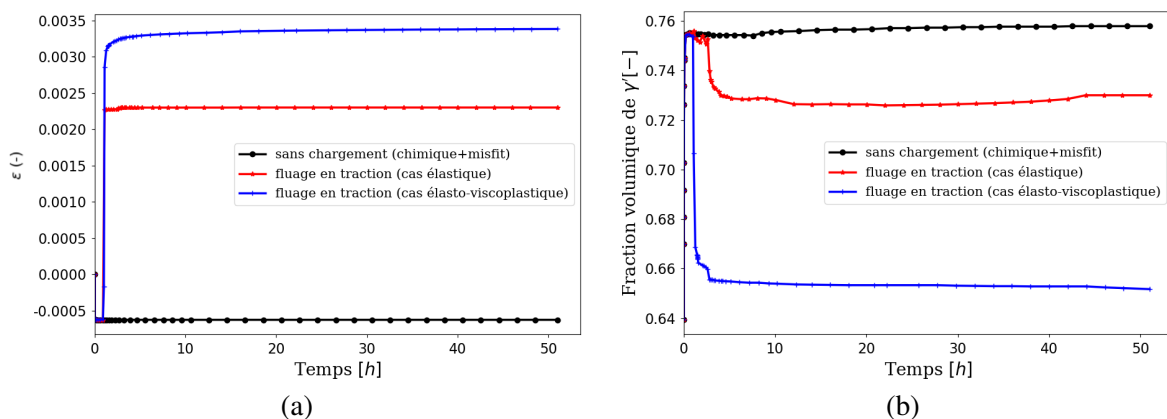 0.0035
0.0030
0.0025
0.0020
0.0015
0.0010
0.0005
0.0000
-0.0005
ε (-)
0 10 20 30 40 50
Temps [h]
sans chargement (chimique+misfit)
fluage en traction (cas élastique)
fluage en traction (cas élasto-viscoplastique)
(a)
0.76
0.74
0.72
0.70
0.68
0.66
0.64
Fraction volumique de γ′[−]
0 10 20 30 40 50
Temps [h]
sans chargement (chimique+misfit)
fluage en traction (cas élastique)
fluage en traction (cas élasto-viscoplastique)
(b)